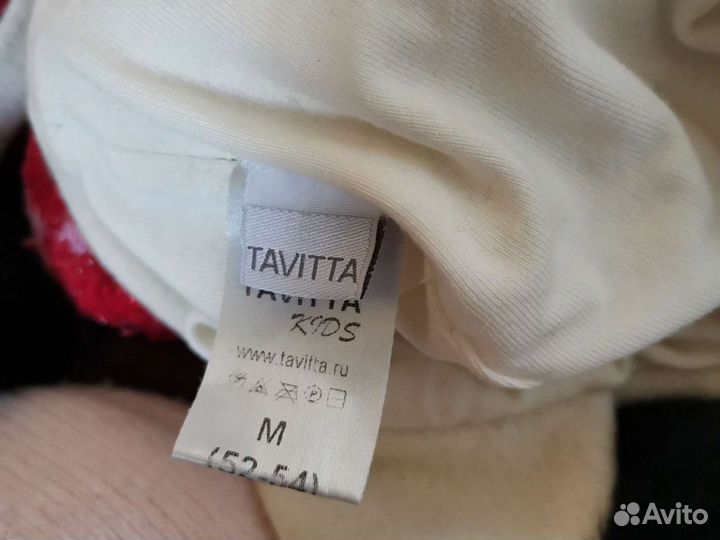 TAVITTA
TAVITTA
KIDS
www.tavitta.ru
M
(52-54)
Avito